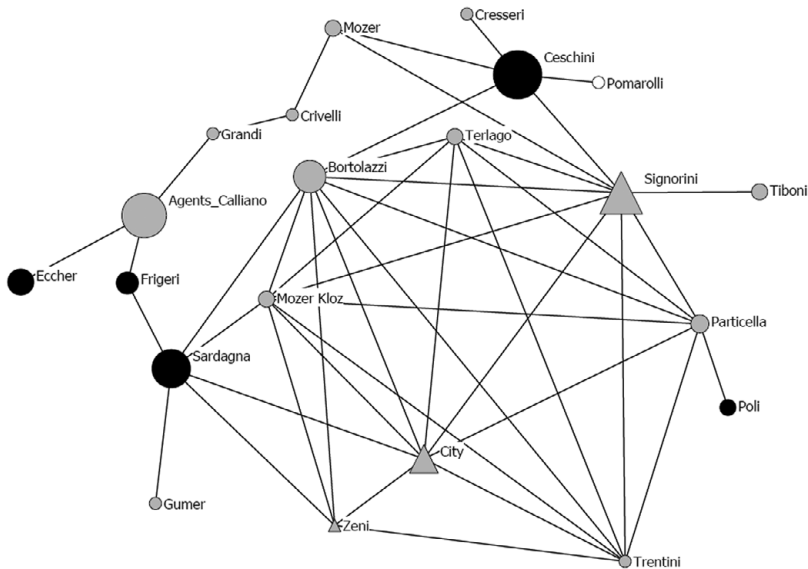 Cresseri
Mozer
Ceschini
Pomarolli
Crivelli
Grandi
Terlago
Bortolazzi
Signorini
Tiboni
Agents_Calliano
Eccher
Frigeri
Mozer Kloz
Particella
Sardagna
Poli
City
Gumer
Zeni
Trentini